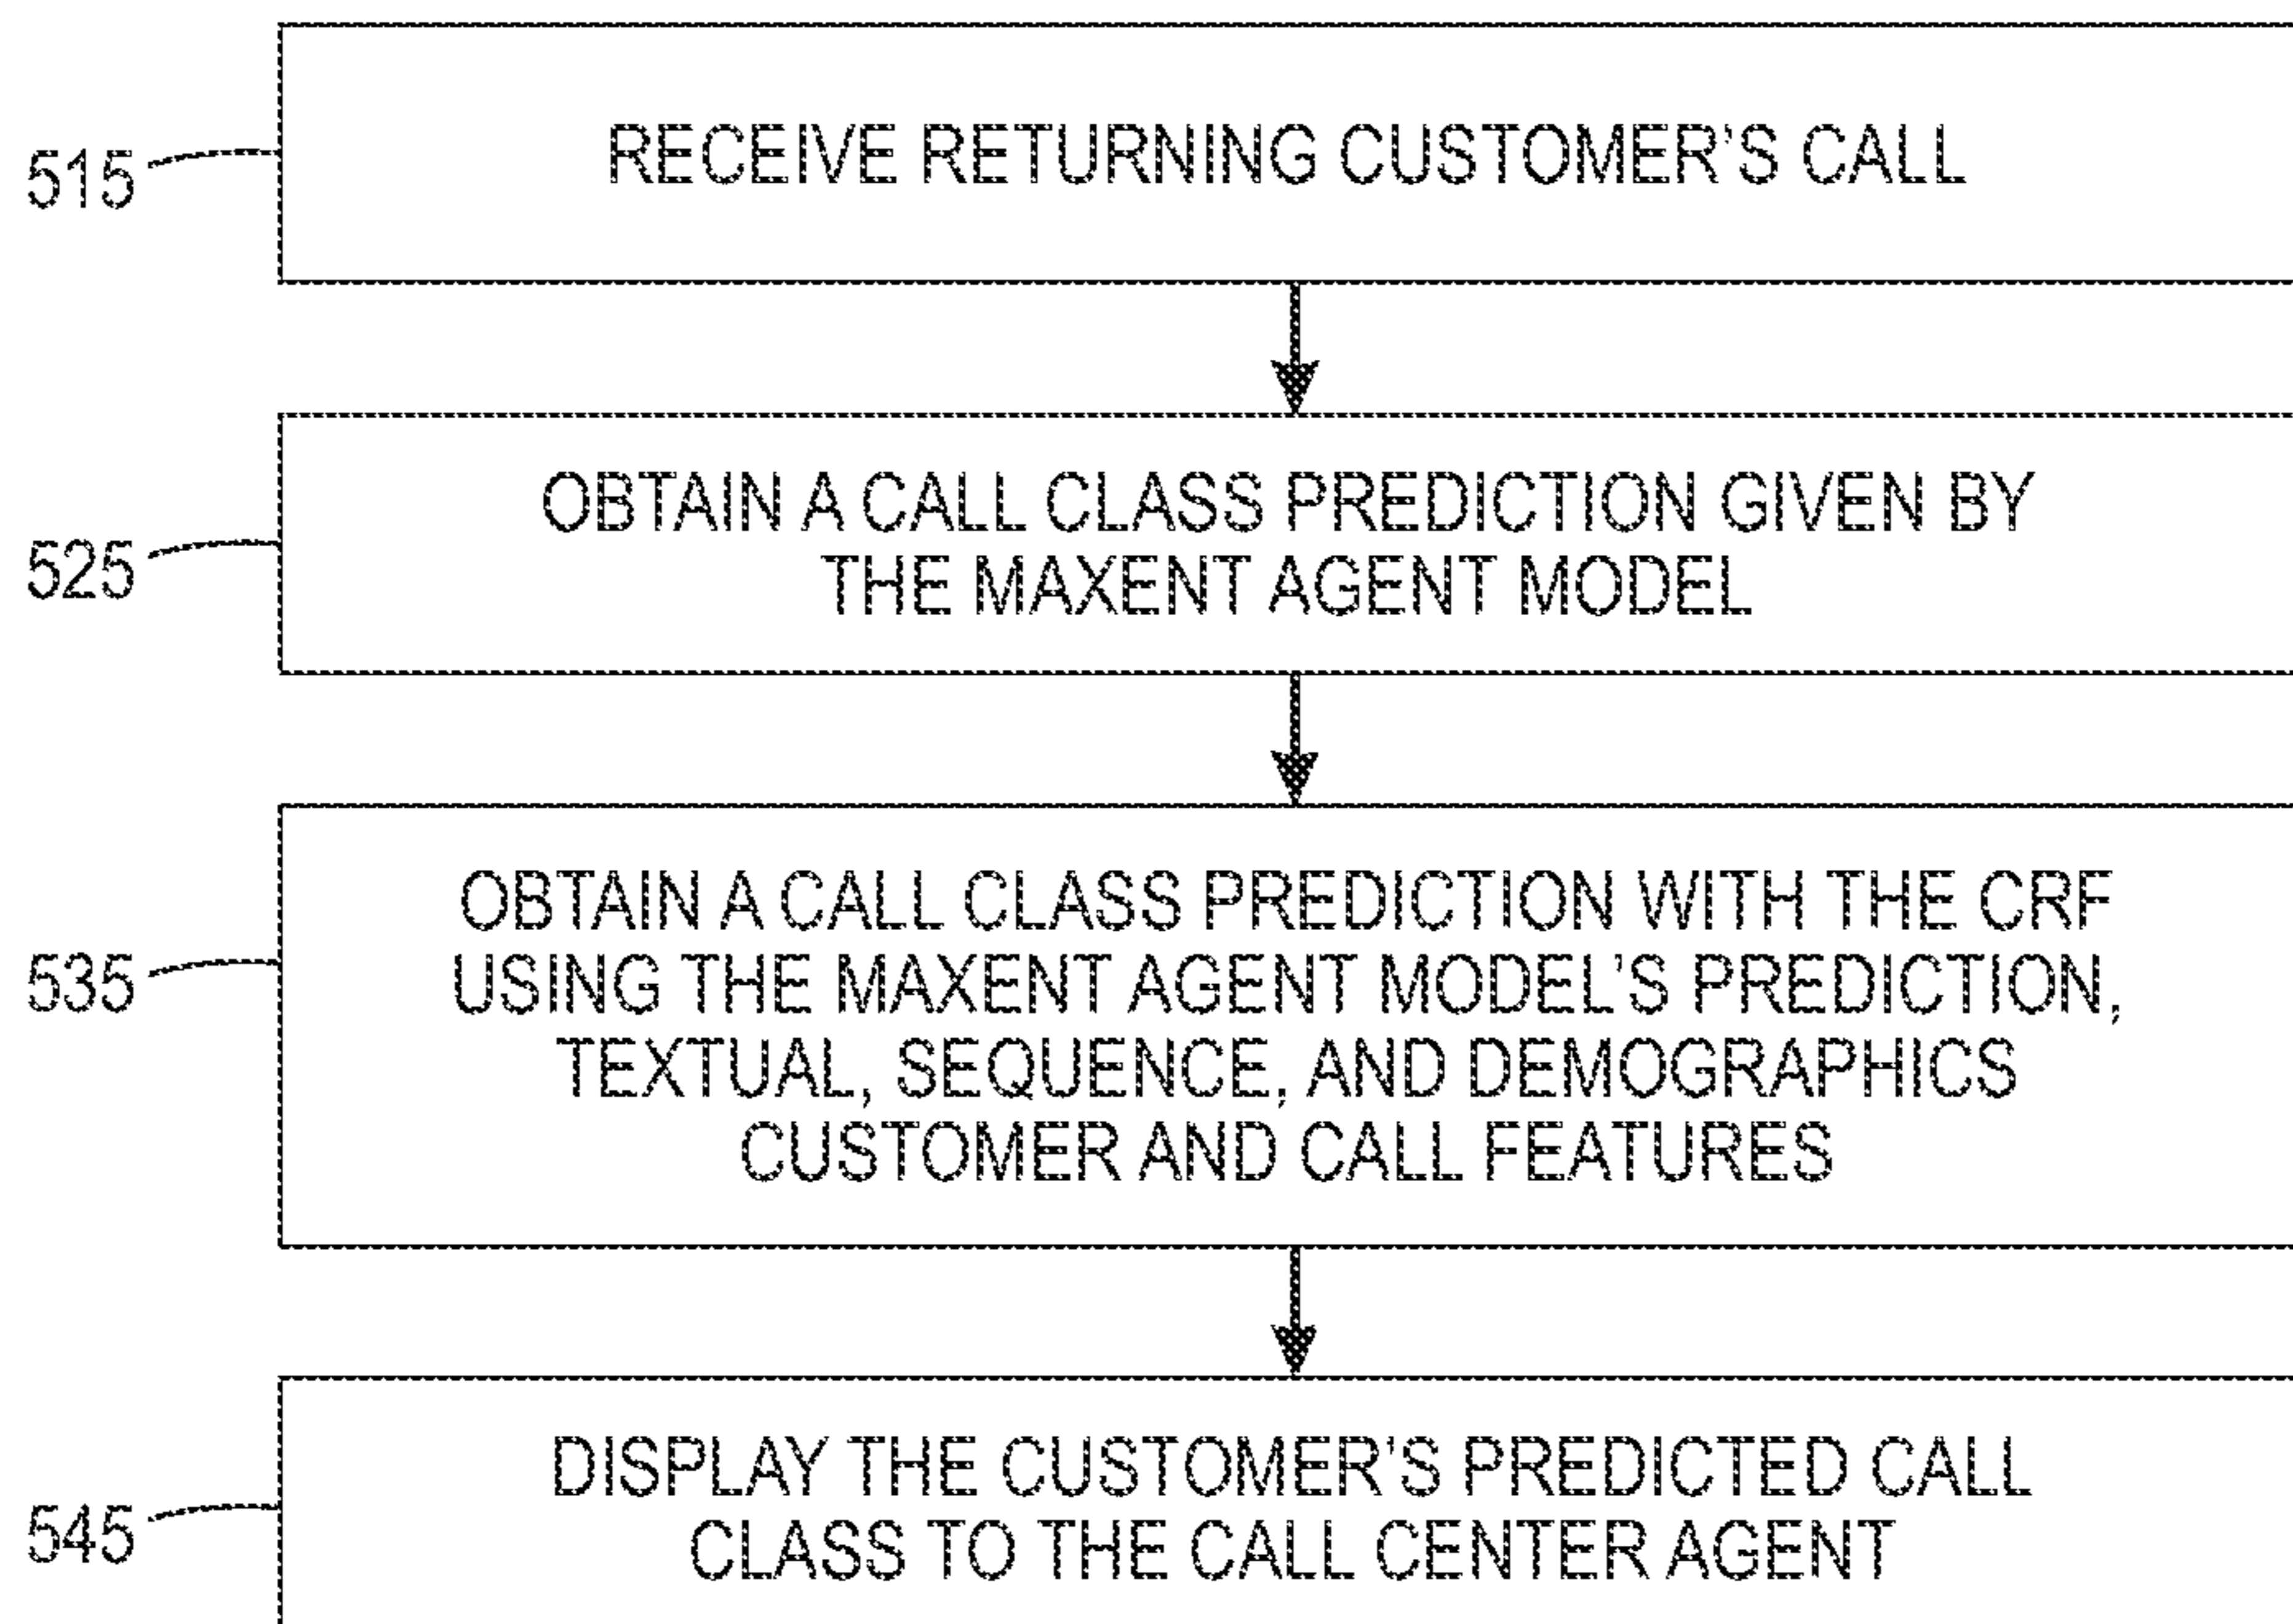 515
RECEIVE RETURNING CUSTOMER'S CALL
525
OBTAIN A CALL CLASS PREDICTION GIVEN BY
THE MAXENT AGENT MODEL
535
OBTAIN A CALL CLASS PREDICTION WITH THE CRF
USING THE MAXENT AGENT MODEL'S PREDICTION,
TEXTUAL, SEQUENCE, AND DEMOGRAPHICS
CUSTOMER AND CALL FEATURES
545
DISPLAY THE CUSTOMER'S PREDICTED CALL
CLASS TO THE CALL CENTER AGENT